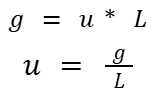 g = u * L
u = g/L